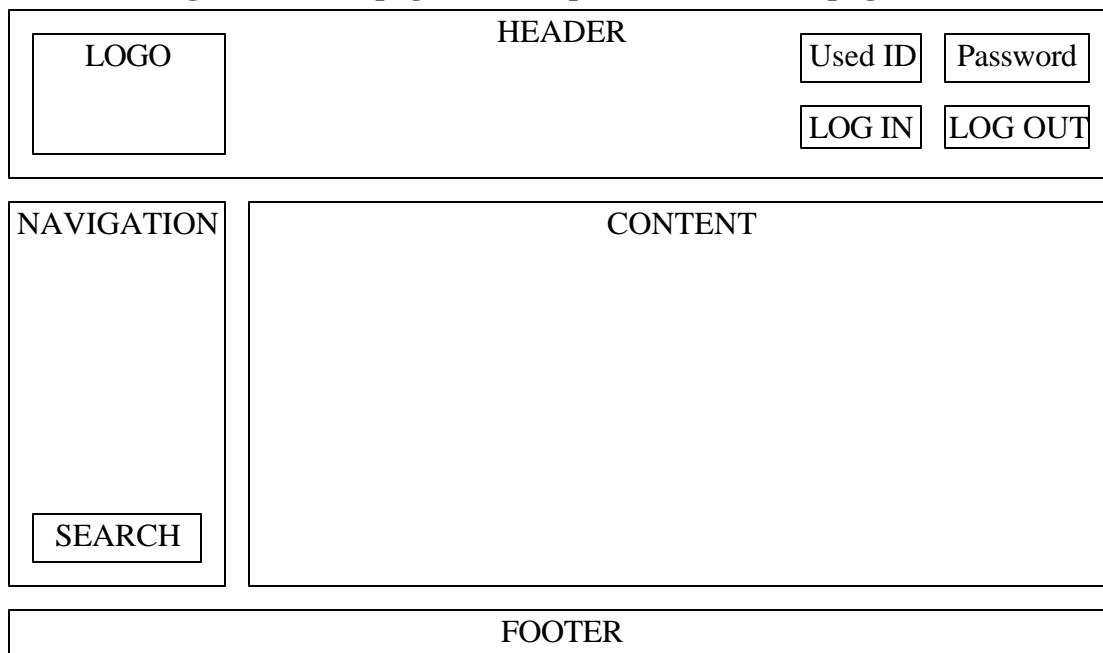 HEADER
LOGO
Used ID
Password
LOG IN
LOG OUT
NAVIGATION
CONTENT
SEARCH
FOOTER